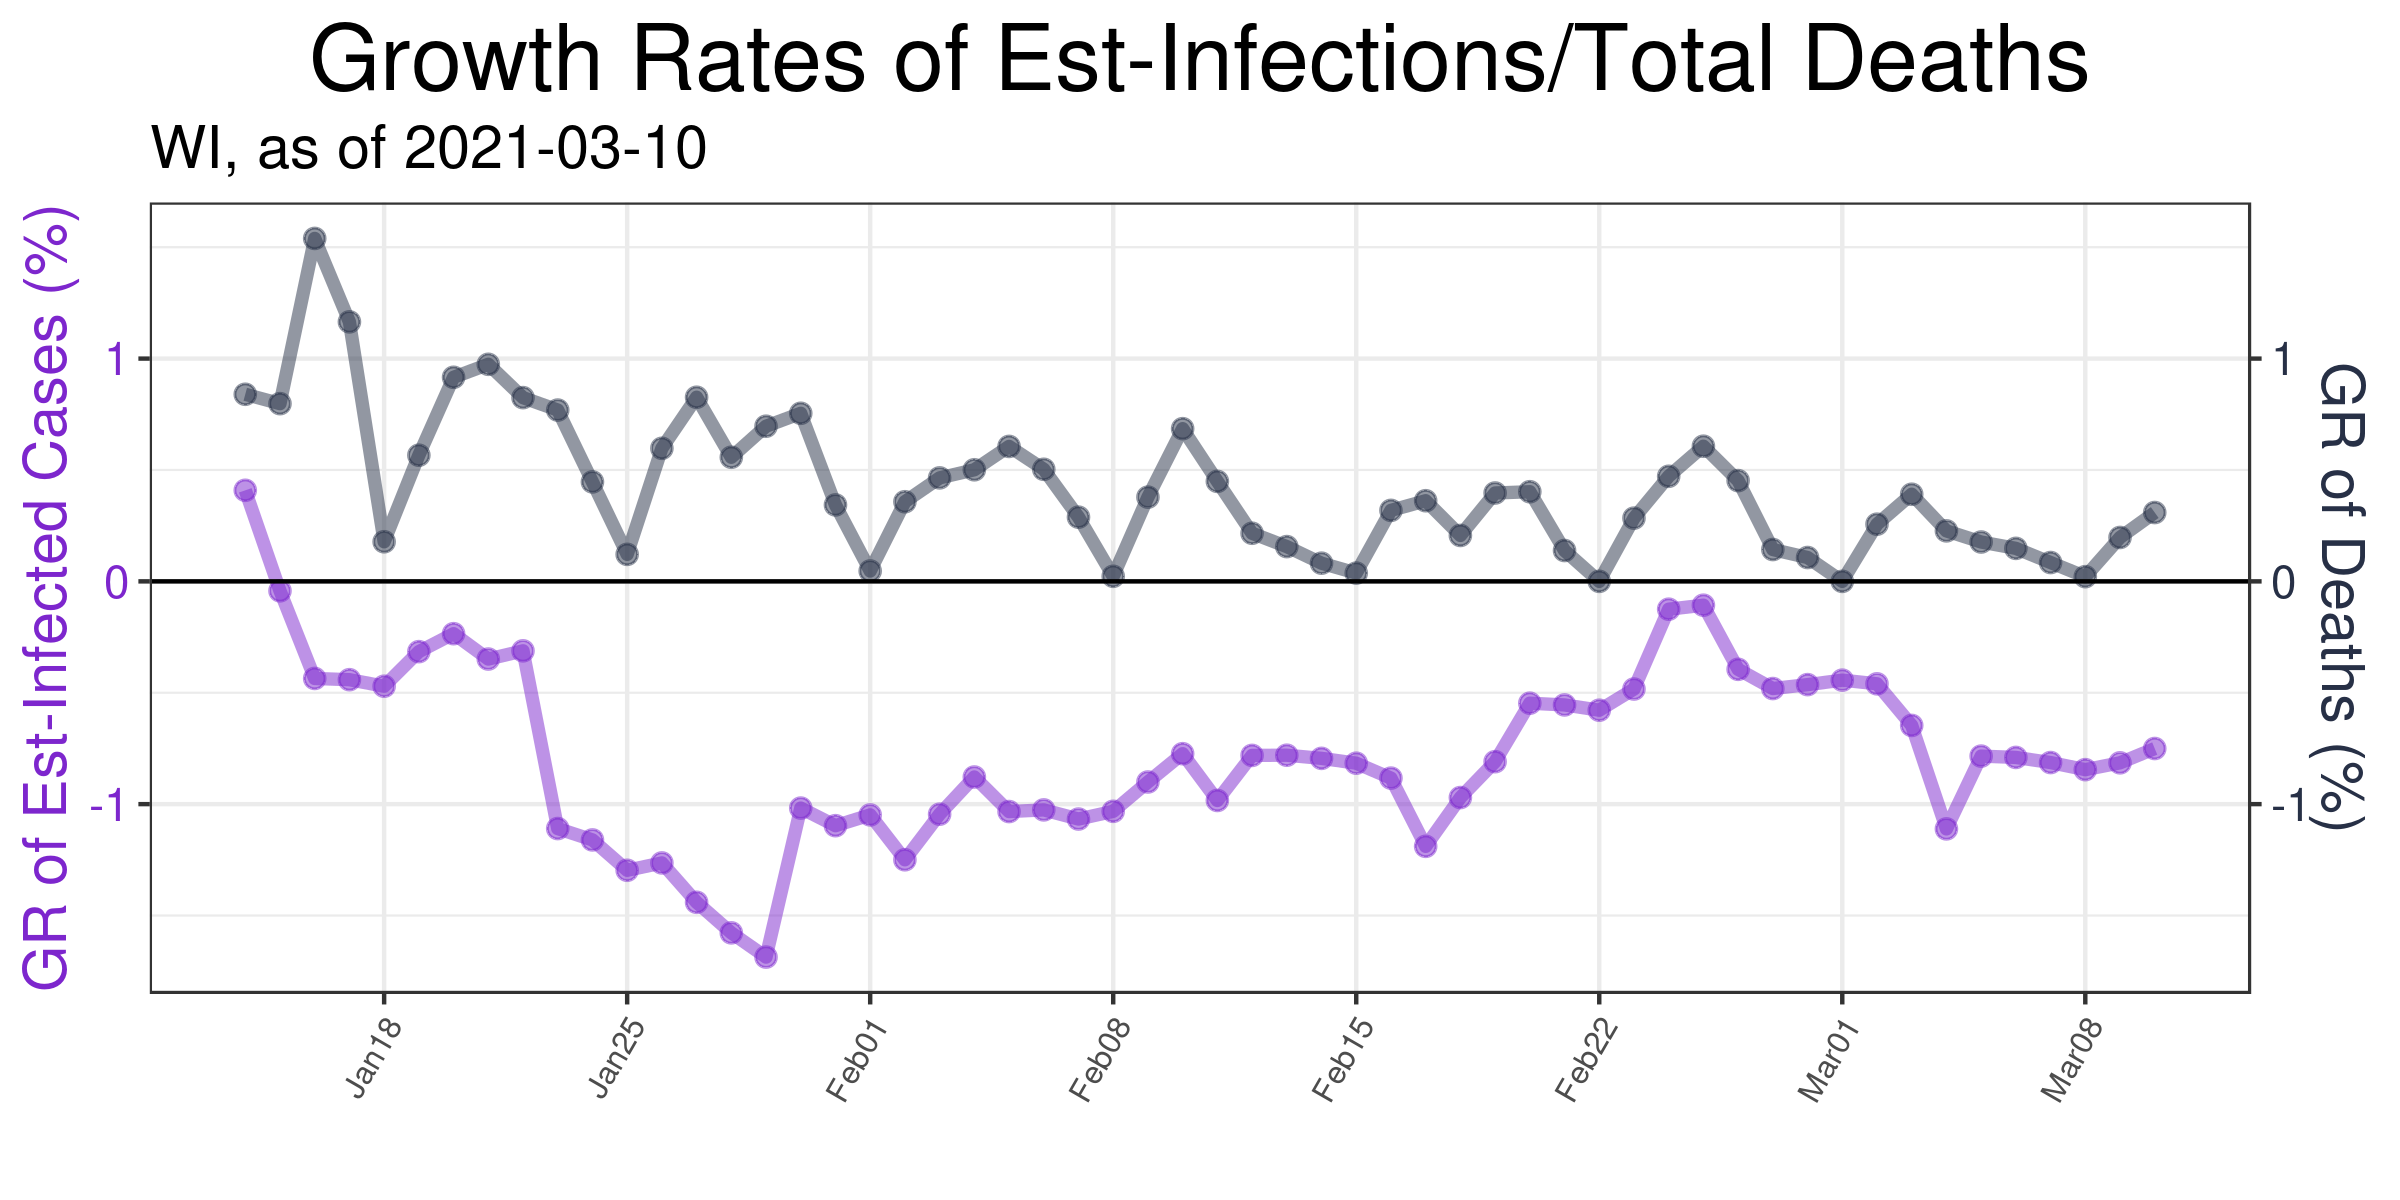 Growth Rates of Est-Infections/Total Deaths
WI, as of 2021-03-10
GR of Est-Infected Cases (%)
1
0
-1
1
0
-1
GR of Deaths (%)
Jan18
Jan25
Feb01
Feb08
Feb15
Feb22
Mar01
Mar08